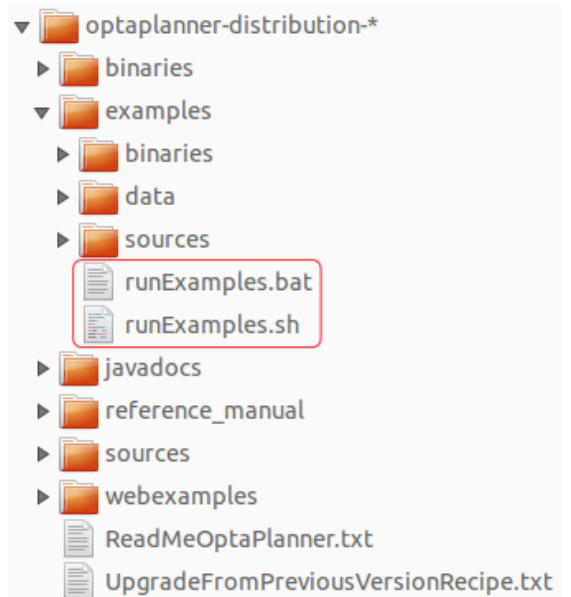 optaplanner-distribution-*
binaries
examples
binaries
data
sources
runExamples.bat
runExamples.sh
javadocs
reference_manual
sources
webexamples
ReadMeOptaPlanner.txt
UpgradeFromPreviousVersionRecipe.txt